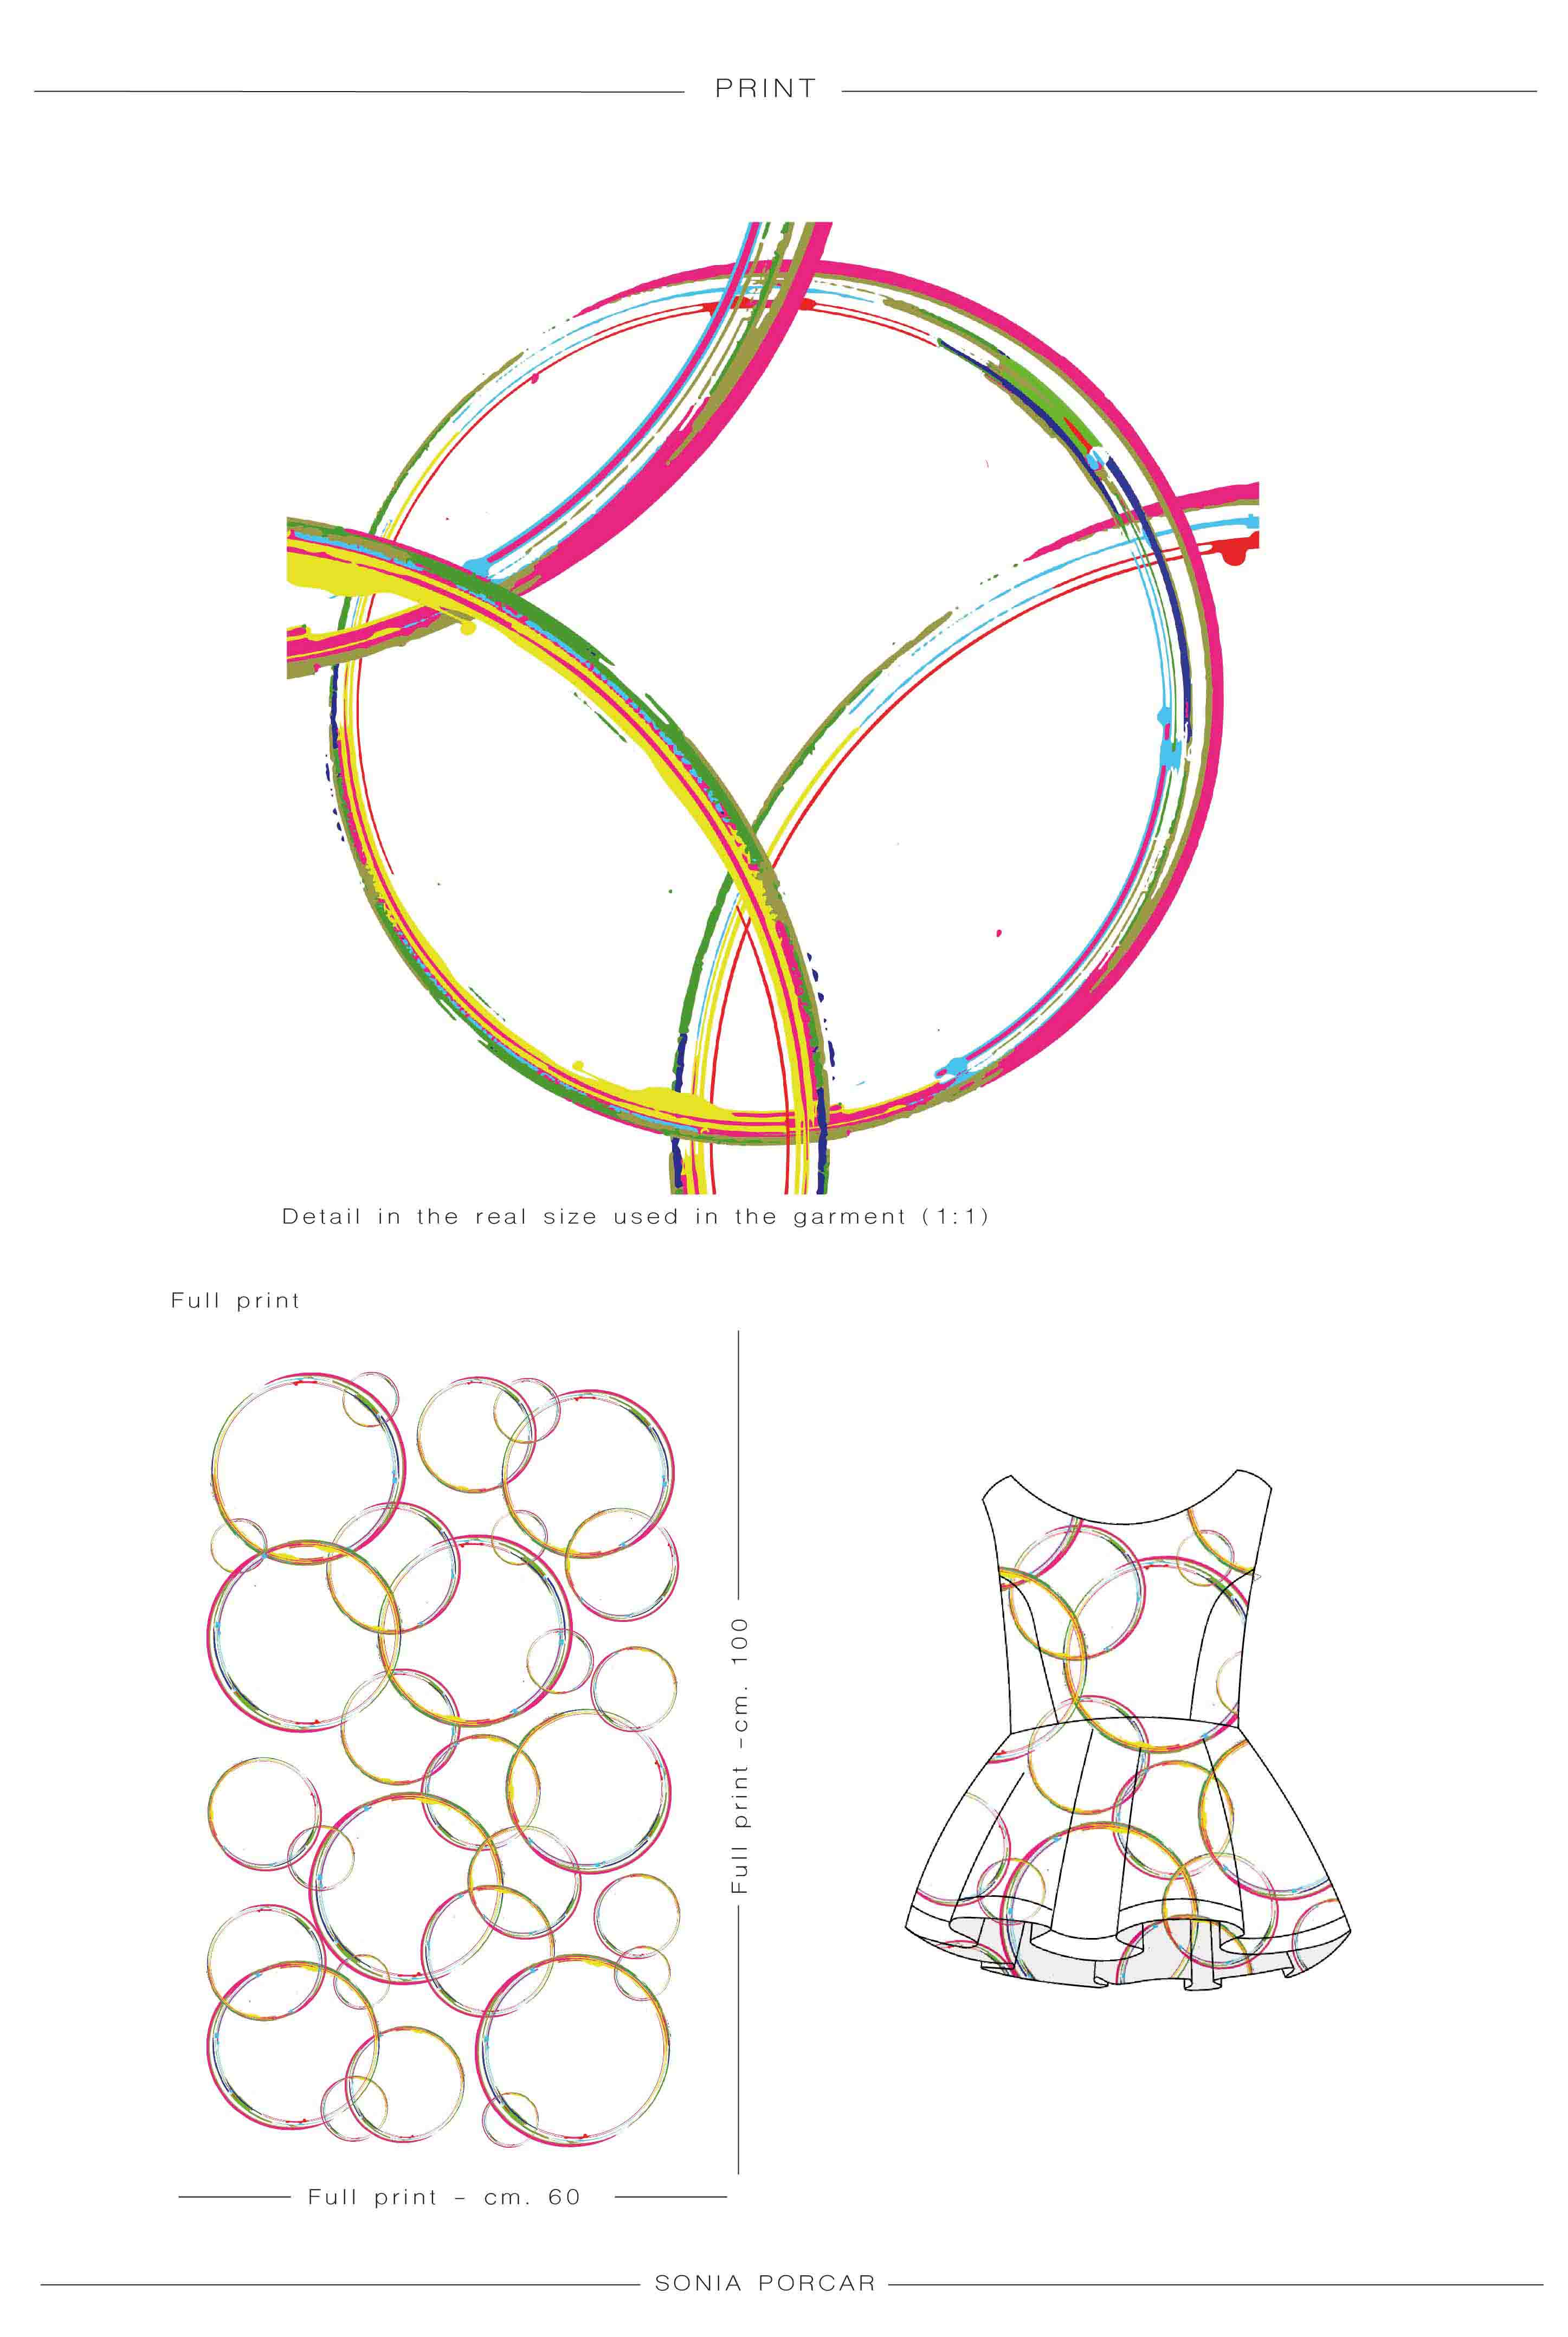 PRINT
Detail in the real size used in the garment (1:1)
Full print
Full print -cm. 100
Full print - cm. 60
SONIA PORCAR